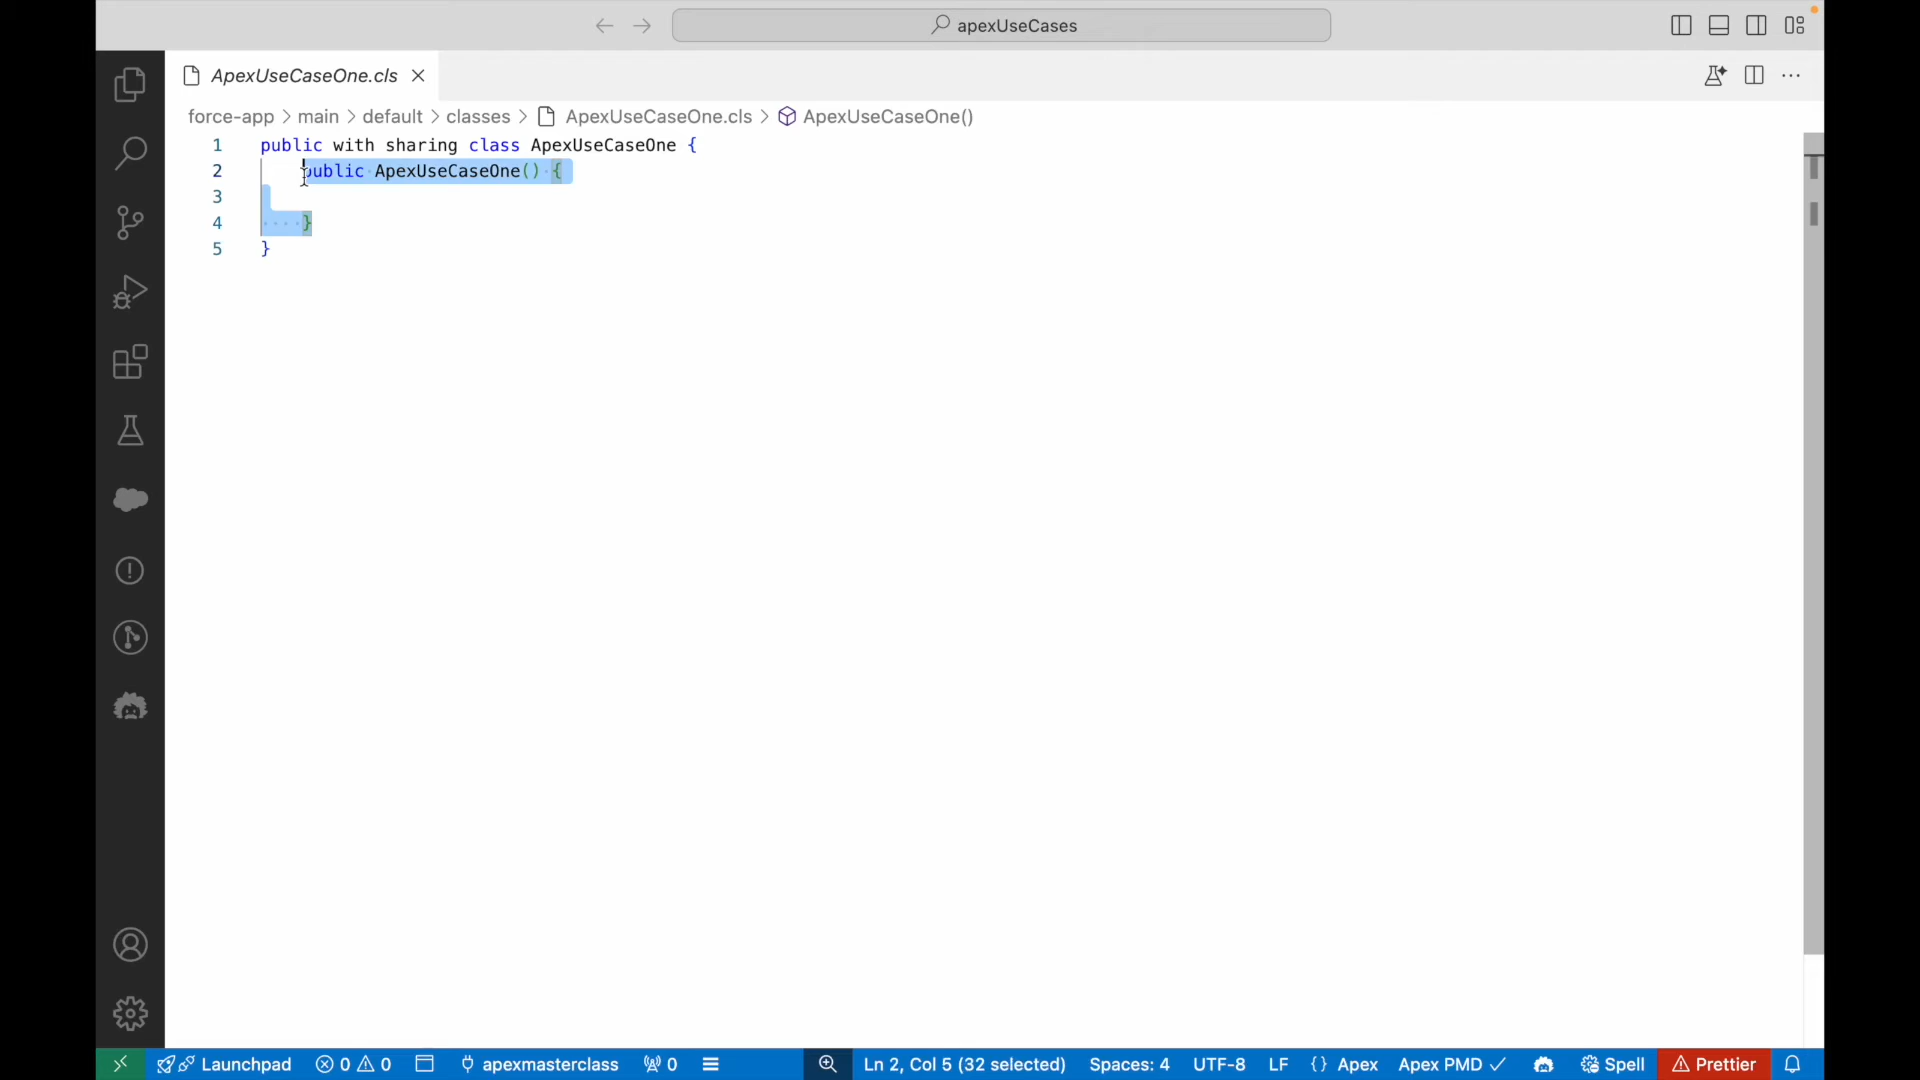 apexUseCases
ApexUseCaseOne.cls
force-app > main > default > classes > ApexUseCaseOne.cls > ApexUseCaseOne()
1 public with sharing class ApexUseCaseOne {
2 public ApexUseCaseOne() {
3
4 }
5 }
Launchpad 0 0 apexmasterclass 0 Ln 2, Col 5 (32 selected) Spaces: 4 UTF-8 LF {} Apex Apex PMD Spell Prettier